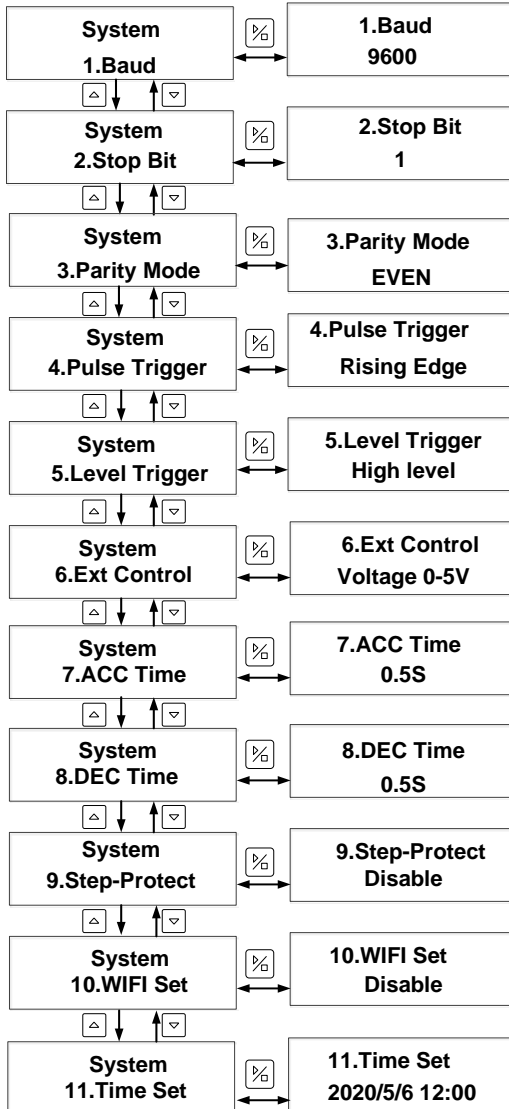 System
1.Baud
1.Baud
9600
System
2.Stop Bit
2.Stop Bit
1
System
3.Parity Mode
3.Parity Mode
EVEN
System
4.Pulse Trigger
4.Pulse Trigger
Rising Edge
System
5.Level Trigger
5.Level Trigger
High level
System
6.Ext Control
6.Ext Control
Voltage 0-5V
System
7.ACC Time
7.ACC Time
0.5S
System
8.DEC Time
8.DEC Time
0.5S
System
9.Step-Protect
9.Step-Protect
Disable
System
10.WIFI Set
10.WIFI Set
Disable
System
11.Time Set
11.Time Set
2020/5/6 12:00